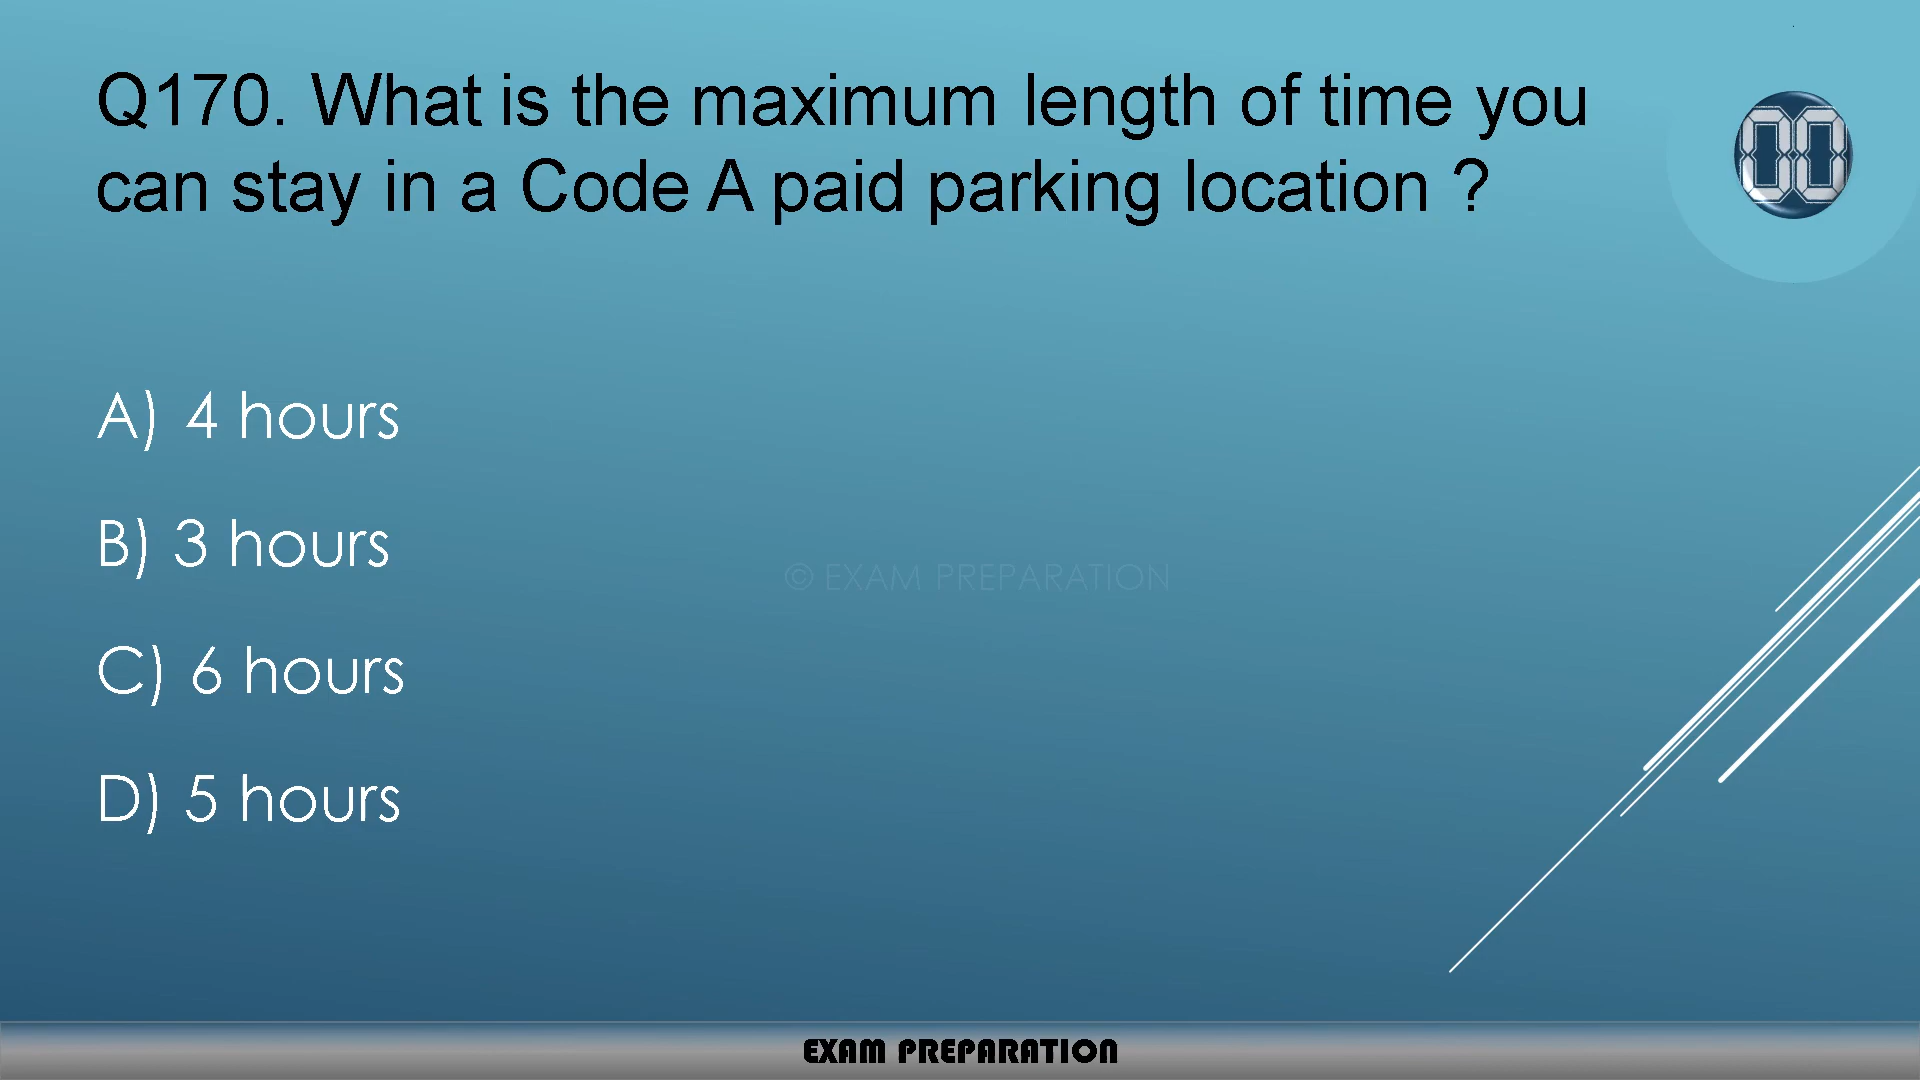 Q170. What is the maximum length of time you
can stay in a Code A paid parking location ?
00
A) 4 hours
B) 3 hours
C) 6 hours
D) 5 hours
© EXAM PREPARATION
EXAM PREPARATION